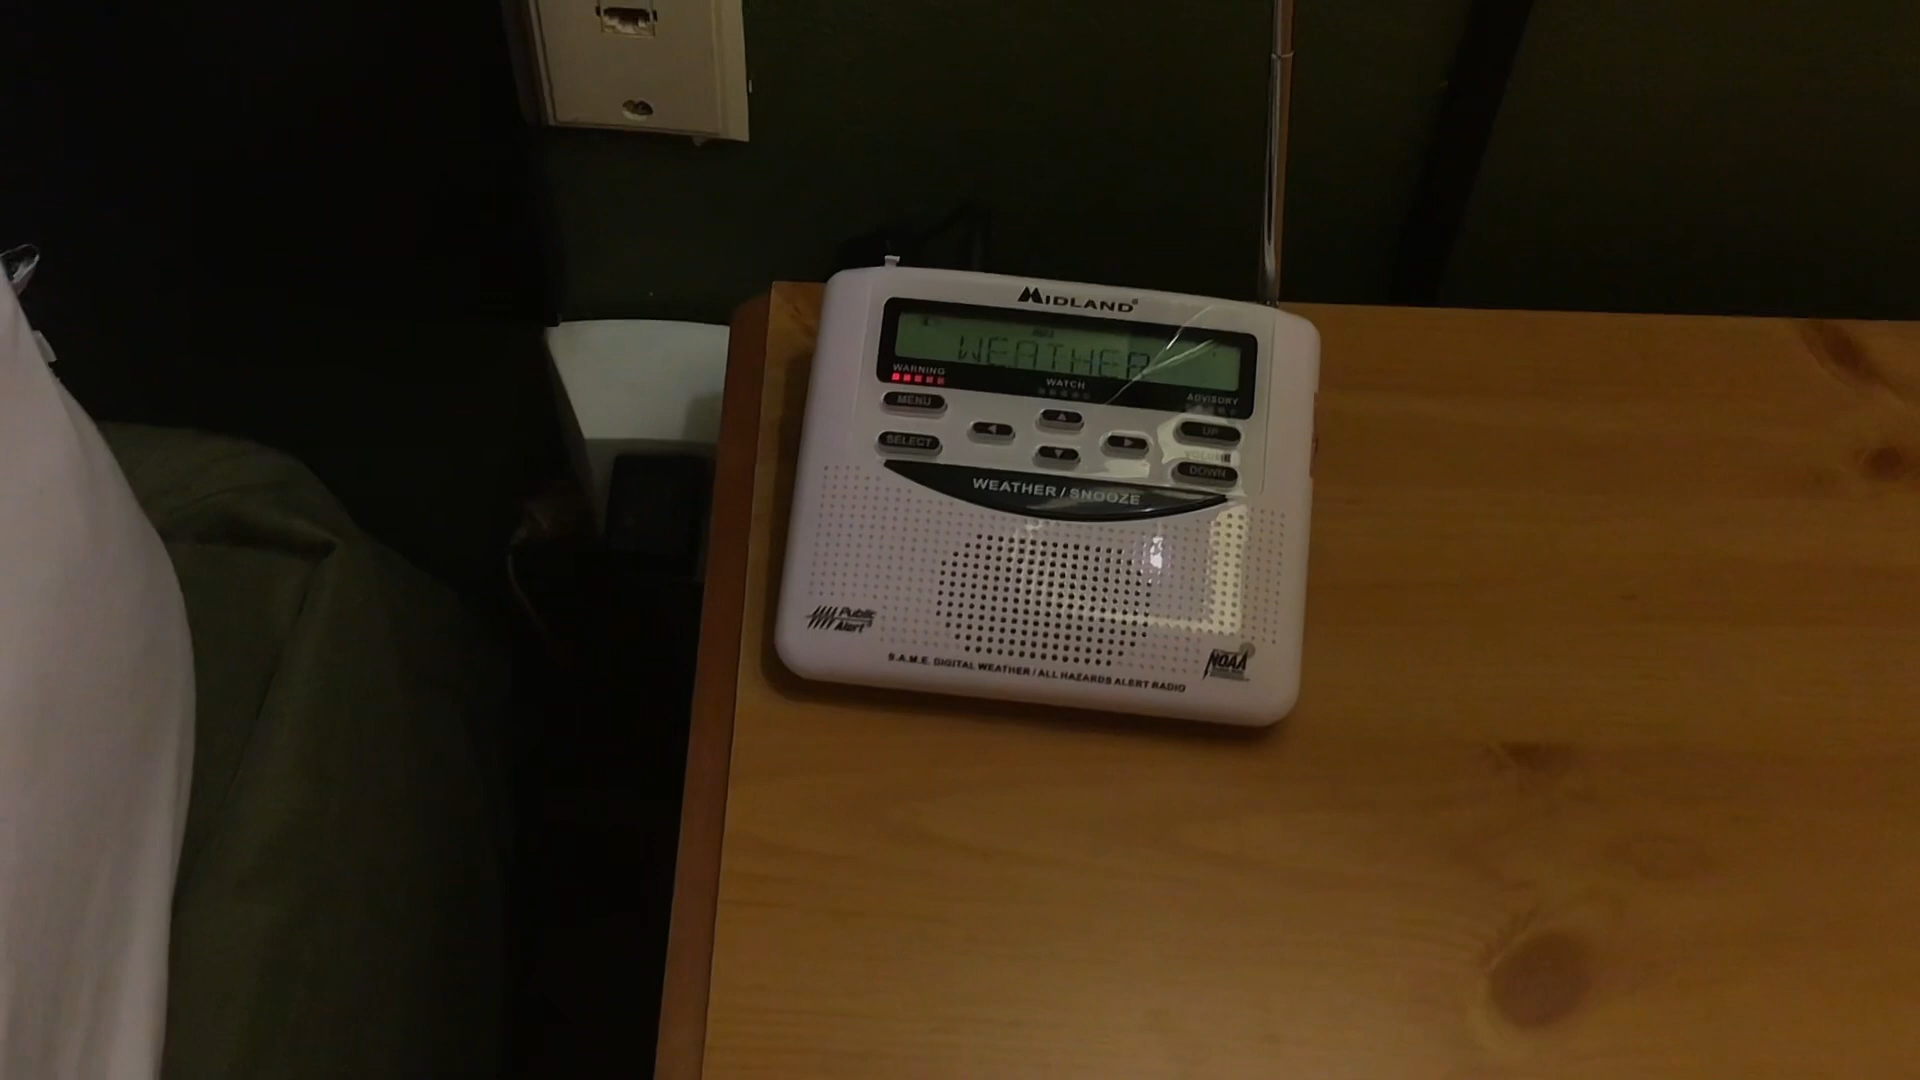 MIDLAND
WEATHER
WARNING
WATCH
ADVISORY
MENU
UP
SELECT
VOLUME
DOWN
WEATHER / SNOOZE
Public
Alert
NOAA
S.A.M.E. DIGITAL WEATHER / ALL HAZARDS ALERT RADIO